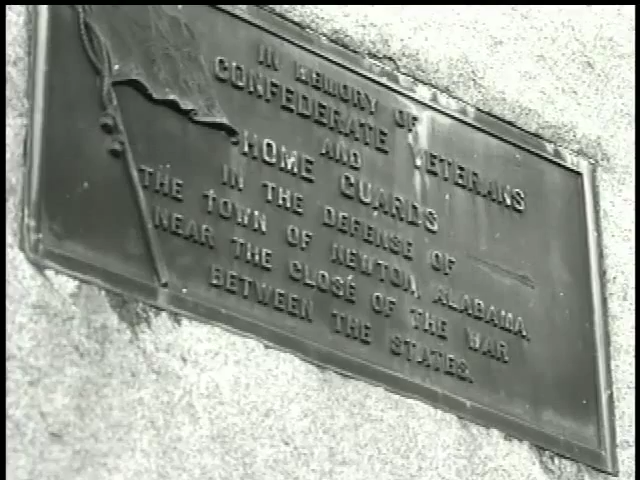 IN MEMORY OF
CONFEDERATE VETERANS
AND
HOME GUARDS
IN THE DEFENSE OF
THE TOWN OF NEWTON, ALABAMA
NEAR THE CLOSE OF THE WAR
BETWEEN THE STATES.